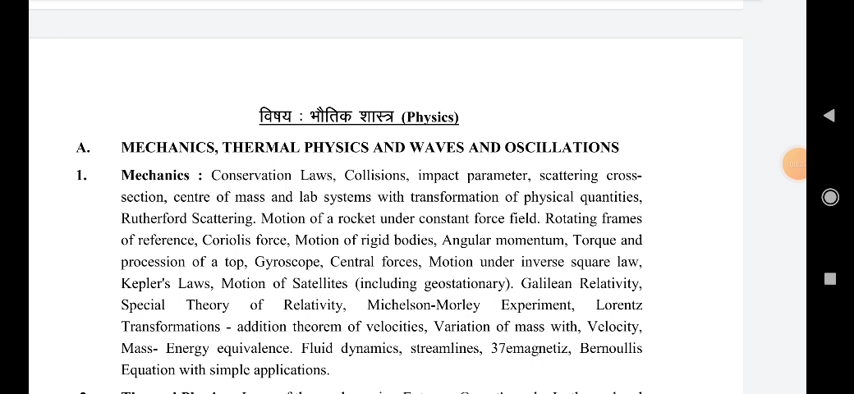 विषय : भौतिक शास्त्र (Physics)
A. MECHANICS, THERMAL PHYSICS AND WAVES AND OSCILLATIONS
1. Mechanics : Conservation Laws, Collisions, impact parameter, scattering cross-
section, centre of mass and lab systems with transformation of physical quantities,
Rutherford Scattering. Motion of a rocket under constant force field. Rotating frames
of reference, Coriolis force, Motion of rigid bodies, Angular momentum, Torque and
procession of a top, Gyroscope, Central forces, Motion under inverse square law,
Kepler's Laws, Motion of Satellites (including geostationary). Galilean Relativity,
Special Theory of Relativity, Michelson-Morley Experiment, Lorentz
Transformations - addition theorem of velocities, Variation of mass with, Velocity,
Mass- Energy equivalence. Fluid dynamics, streamlines, 37emagnetiz, Bernoullis
Equation with simple applications.